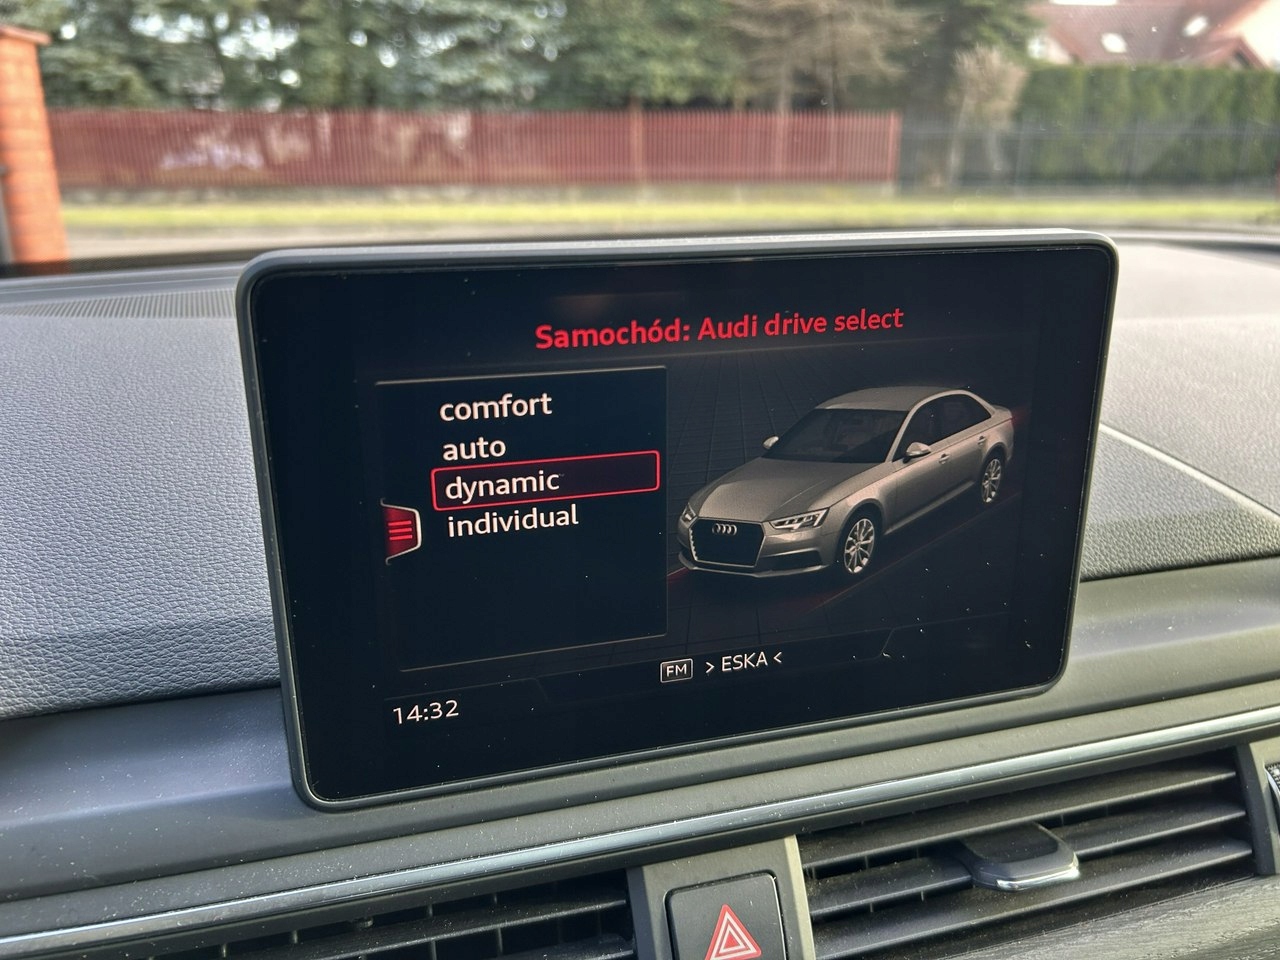 Samochód: Audi drive select
comfort
auto
dynamic
individual
FM > ESKA <
14:32